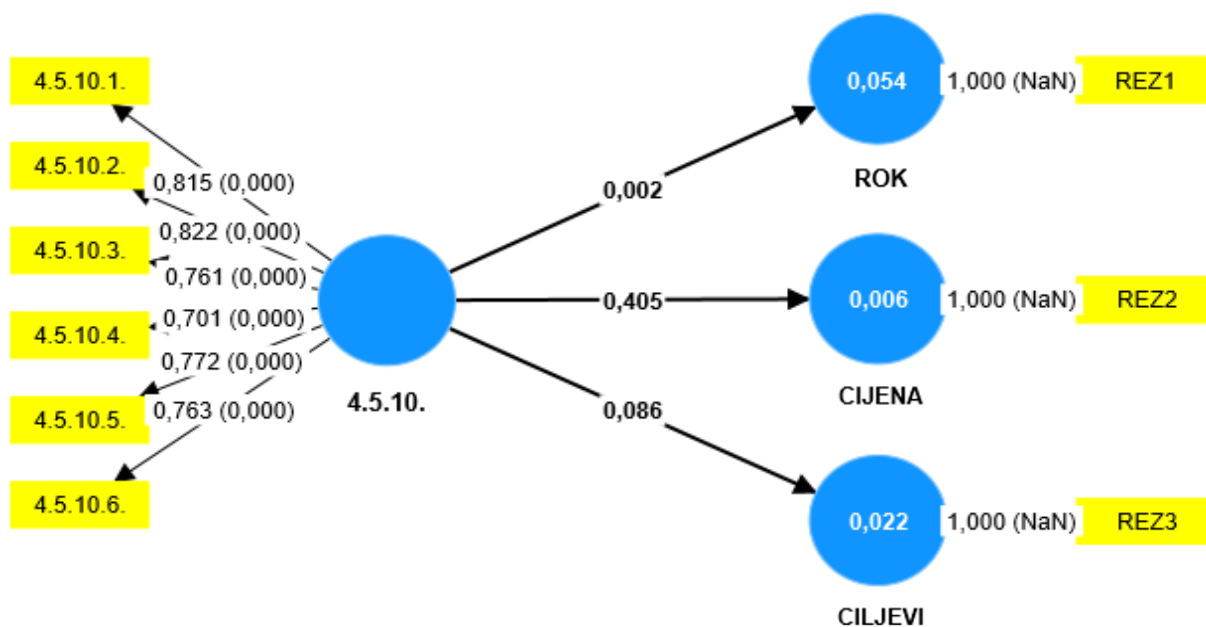 4.5.10.1.
4.5.10.2.
4.5.10.3.
4.5.10.4.
4.5.10.5.
4.5.10.6.
0,815 (0,000)
0,822 (0,000)
0,761 (0,000)
0,701 (0,000)
0,772 (0,000)
0,763 (0,000)
4.5.10.
0,002
0,405
0,086
0,054
ROK
1,000 (NaN)
REZ1
0,006
CIJENA
1,000 (NaN)
REZ2
0,022
CILJEVI
1,000 (NaN)
REZ3